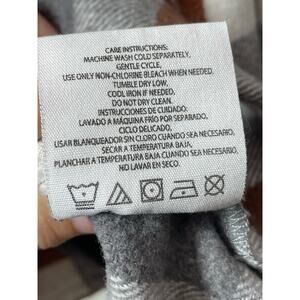 CARE INSTRUCTIONS:
MACHINE WASH COLD SEPARATELY,
GENTLE CYCLE,
USE ONLY NON-CHLORINE BLEACH WHEN NEEDED,
TUMBLE DRY LOW,
COOL IRON IF NEEDED,
DO NOT DRY CLEAN.
INSTRUCCIONES DE CUIDADO:
LAVADO A MÁQUINA FRÍO POR SEPARADO,
CICLO DELICADO,
USAR BLANQUEADOR SIN CLORO CUANDO SEA NECESARIO,
SECAR A TEMPERATURA BAJA,
PLANCHAR A TEMPERATURA BAJA CUANDO SEA NECESARIO,
NO LAVAR EN SECO.